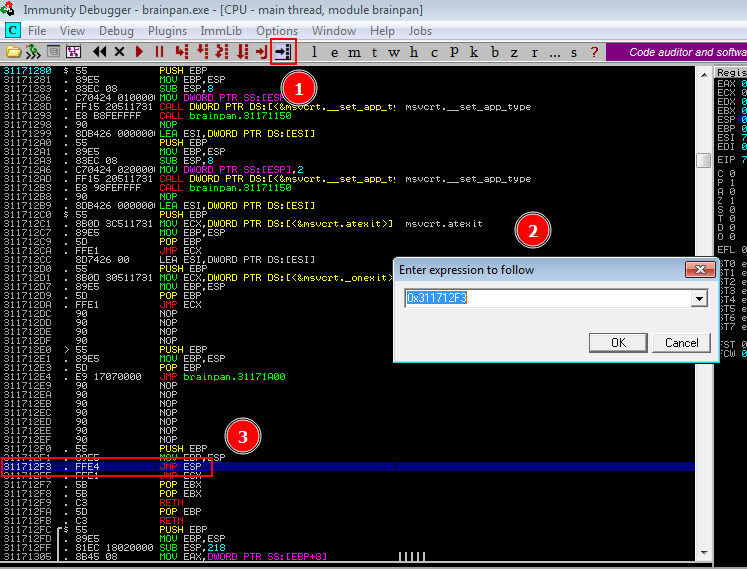 Immunity Debugger - brainpan.exe - [CPU - main thread, module brainpan]
C File View Debug Plugins ImmLib Options Window Help Jobs
l e m t w h c p k b z r ... s ? Code auditor and softwa
1
31171280 $ 55 PUSH EBP
31171281 . 89E5 MOV EBP,ESP
31171283 . 83EC 08 SUB ESP,8
31171286 . C70424 010000 MOV DWORD PTR SS:[ESP
3117128D . FF15 20511731 CALL DWORD PTR DS:[<&msvcrt.__set_app_ty msvcrt.__set_app_type
31171293 . E8 B8FEFFFF CALL brainpan.31171150
31171298 . 90 NOP
31171299 . 8DB426 000000 LEA ESI,DWORD PTR DS:[ESI]
311712A0 . 55 PUSH EBP
311712A1 . 89E5 MOV EBP,ESP
311712A3 . 83EC 08 SUB ESP,8
311712A6 . C70424 020000 MOV DWORD PTR SS:[ESP],2
311712AD . FF15 20511731 CALL DWORD PTR DS:[<&msvcrt.__set_app_ty msvcrt.__set_app_type
311712B3 . E8 98FEFFFF CALL brainpan.31171150
311712B8 . 90 NOP
311712B9 . 8DB426 000000 LEA ESI,DWORD PTR DS:[ESI]
311712C0 $ 55 PUSH EBP
311712C1 . 8B0D 3C511731 MOV ECX,DWORD PTR DS:[<&msvcrt.atexit>] msvcrt.atexit
311712C7 . 89E5 MOV EBP,ESP
311712C9 . 5D POP EBP
311712CA . FFE1 JMP ECX
311712CC 8D7426 00 LEA ESI,DWORD PTR DS:[ESI]
311712D0 . 55 PUSH EBP
311712D1 . 8B0D 30511731 MOV ECX,DWORD PTR DS:[<&msvcrt._onexit>
311712D7 . 89E5 MOV EBP,ESP
311712D9 . 5D POP EBP
311712DA . FFE1 JMP ECX
311712DC 90 NOP
311712DD 90 NOP
311712DE 90 NOP
311712DF 90 NOP
311712E0 > 55 PUSH EBP
311712E1 . 89E5 MOV EBP,ESP
311712E3 . 5D POP EBP
311712E4 . E9 17070000 JMP brainpan.31171A00
311712E9 90 NOP
311712EA 90 NOP
311712EB 90 NOP
311712EC 90 NOP
311712ED 90 NOP
311712EE 90 NOP
311712EF 90 NOP
311712F0 . 55 PUSH EBP
311712F1 . 89E5 MOV EBP,ESP
311712F3 . FFE4 JMP ESP
311712F5 . FFE1 JMP ECX
311712F7 . 5B POP EBX
311712F8 . 5B POP EBX
311712F9 . C3 RETN
311712FA . 5D POP EBP
311712FB . C3 RETN
311712FC $ 55 PUSH EBP
311712FD . 89E5 MOV EBP,ESP
311712FF . 81EC 18020000 SUB ESP,218
31171305 . 8B45 08 MOV EAX,DWORD PTR SS:[EBP+8]
2
3
Enter expression to follow
0x311712F3
OK
Cancel
Regis
EAX 0
ECX 0
EDX 0
EBX 0
ESP 0
EBP 0
ESI 7
EDI 0
EIP 7
C 0
P 1
A 0
Z 1
S 0
T 0
D 0
O 0
EFL 0
ST0 e
ST1 e
ST2 e
ST3 e
ST4 e
ST5 e
ST6 e
ST7 e
FST 0
FCW 0